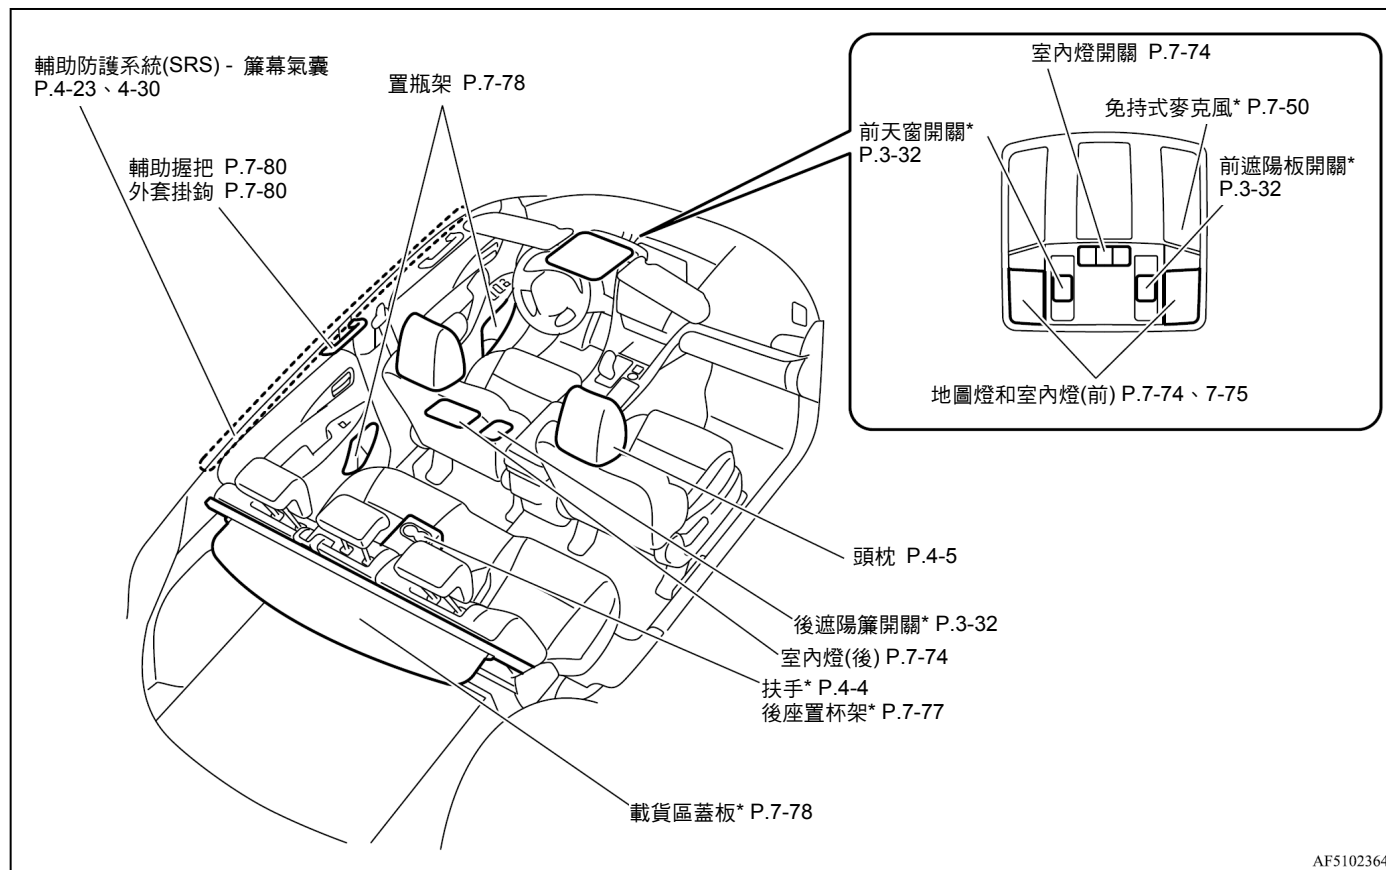 輔助防護系統(SRS) - 簾幕氣囊
P.4-23、4-30
置瓶架 P.7-78
輔助握把 P.7-80
外套掛鉤 P.7-80
室內燈開關 P.7-74
免持式麥克風* P.7-50
前天窗開關*
P.3-32
前遮陽板開關*
P.3-32
地圖燈和室內燈(前) P.7-74、7-75
頭枕 P.4-5
後遮陽簾開關* P.3-32
室內燈(後) P.7-74
扶手* P.4-4
後座置杯架* P.7-77
載貨區蓋板* P.7-78
AF5102364